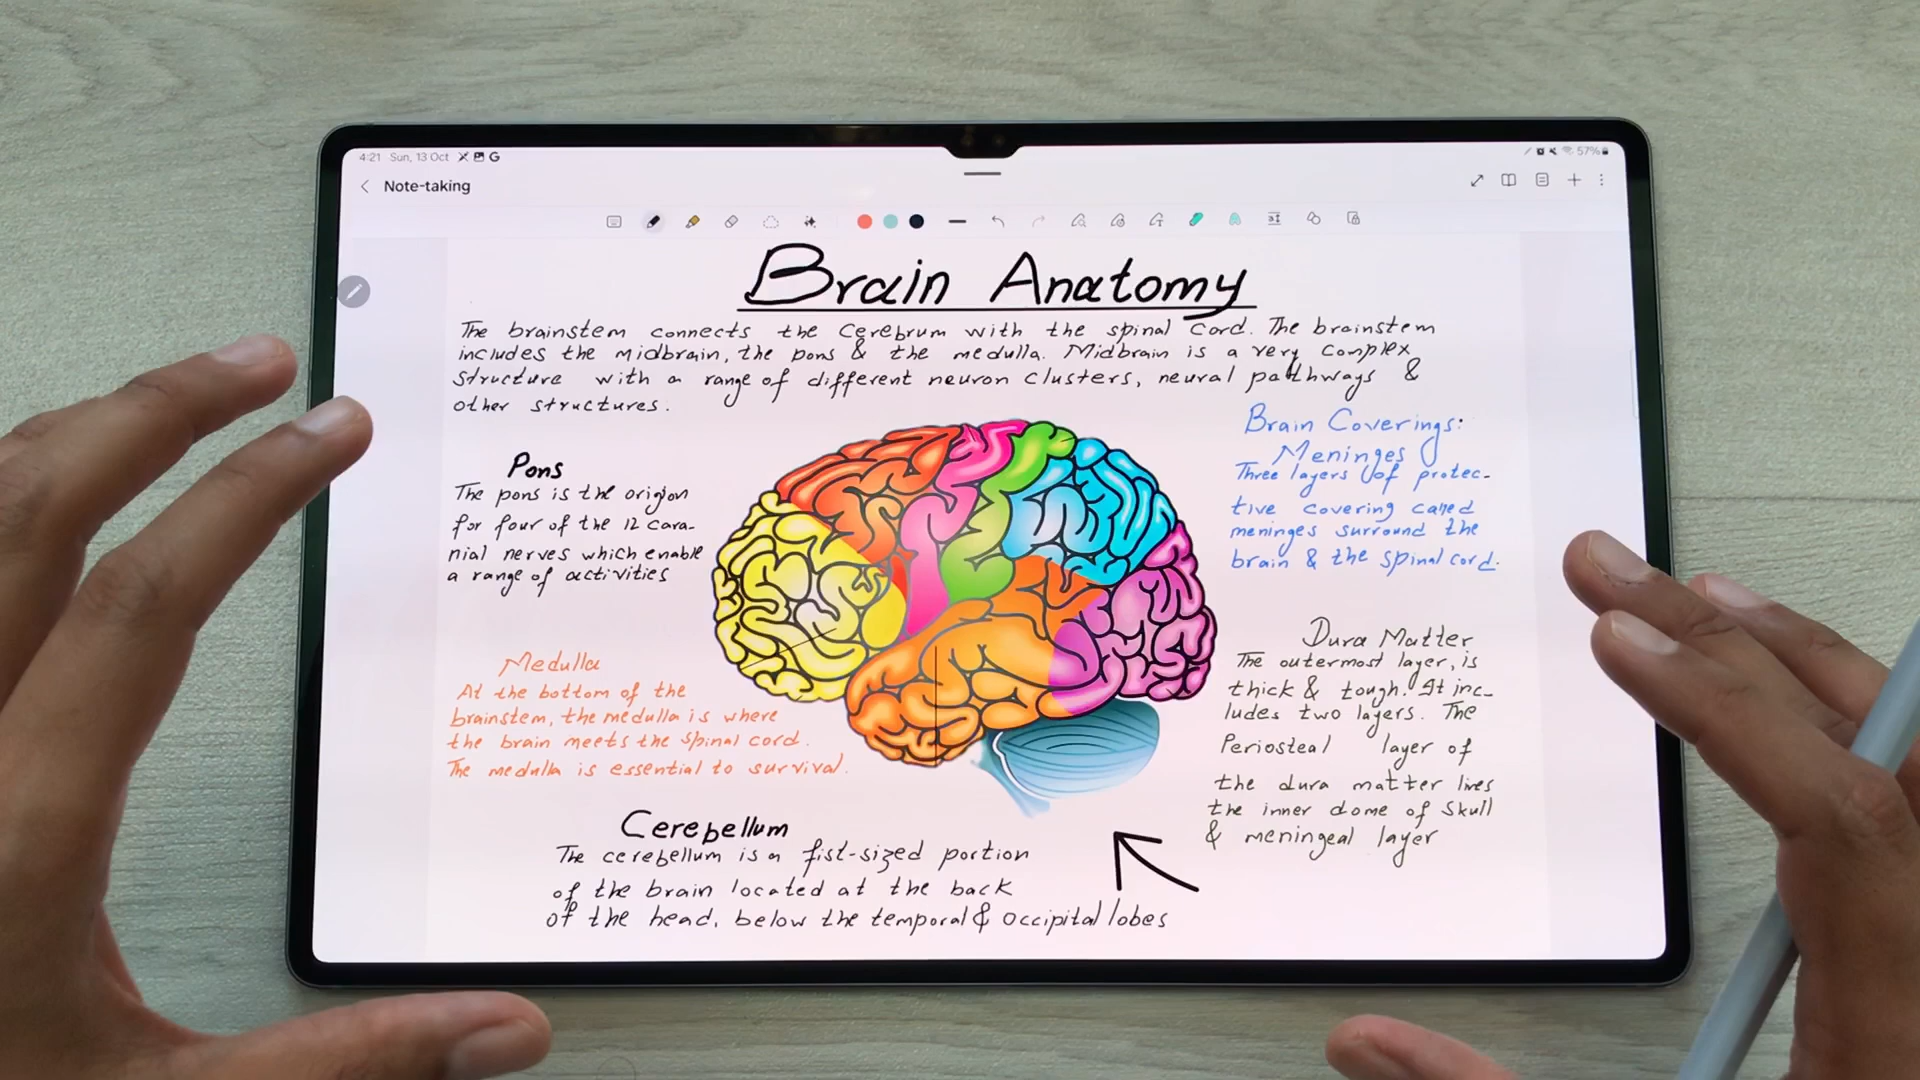 4:21 Sun, 13 Oct
57%
Note-taking
Brain Anatomy
The brainstem connects the Cerebrum with the spinal Cord. The brainstem
includes the midbrain, the pons & the medulla. Midbrain is a very Complex
Structure with a range of different neuron clusters, neural pathways &
other structures.
Pons
The pons is the origion
for four of the 12 cara-
nial nerves which enable
a range of activities
Medulla
At the bottom of the
brainstem, the medulla is where
the brain meets the spinal cord.
The medulla is essential to survival.
Cerebellum
The cerebellum is a fist-sized portion
of the brain located at the back
of the head, below the temporal & occipital lobes
Brain Coverings:
Meninges
Three layers of protec-
tive covering called
meninges surround the
brain & the spinal cord.
Dura Matter
The outermost layer, is
thick & tough. It inc-
ludes two layers. The
Periosteal layer of
the dura matter lives
the inner dome of Skull
& meningeal layer